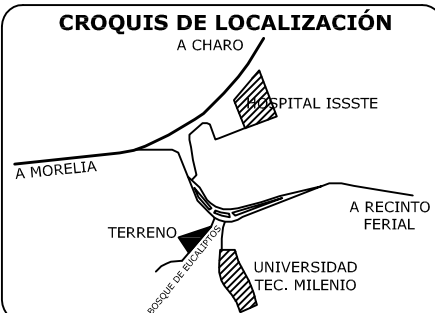 CROQUIS DE LOCALIZACIÓN
A CHARO
HOSPITAL ISSSTE
A MORELIA
A RECINTO
FERIAL
TERRENO
BOSQUE DE EUCALIPTOS
UNIVERSIDAD
TEC. MILENIO